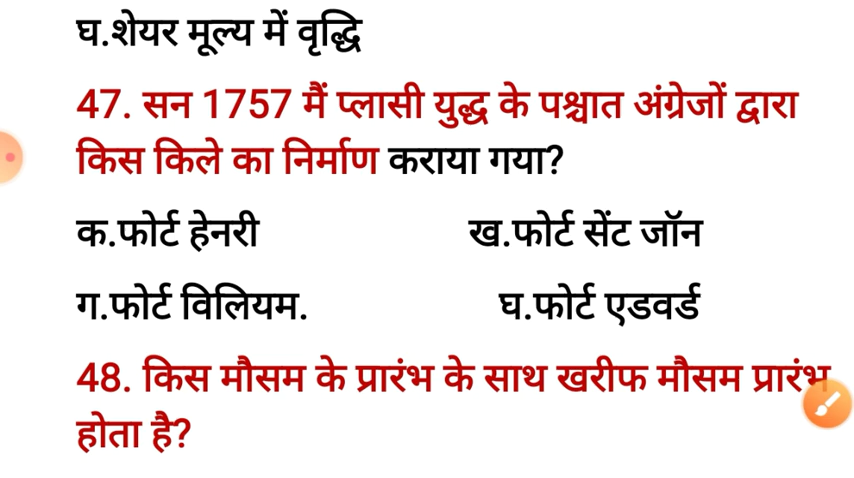 घ.शेयर मूल्य में वृद्धि
47. सन 1757 मैं प्लासी युद्ध के पश्चात अंग्रेजों द्वारा
किस किले का निर्माण कराया गया?
क.फोर्ट हेनरी ख.फोर्ट सेंट जॉन
ग.फोर्ट विलियम. घ.फोर्ट एडवर्ड
48. किस मौसम के प्रारंभ के साथ खरीफ मौसम प्रारंभ
होता है?